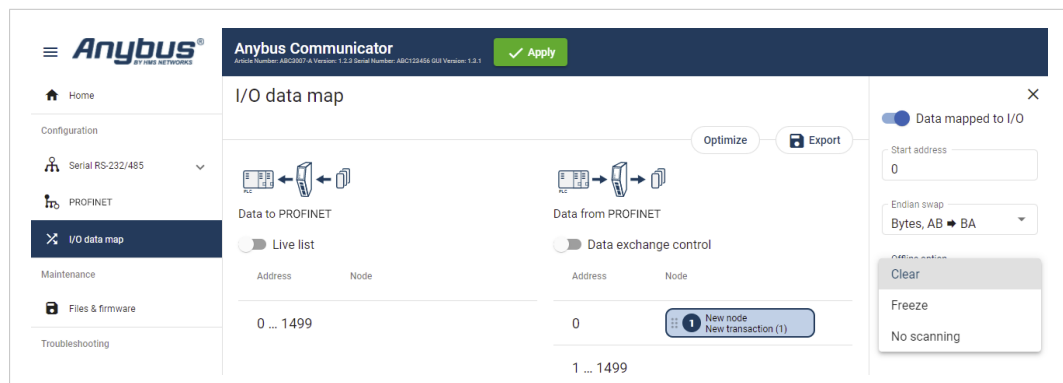 Anybus®
BY HMS NETWORKS
Anybus Communicator
Article Number: ABC3007-A Version: 1.2.3 Serial Number: ABC123456 GUI Version: 1.3.1
Apply
Home
Configuration
Serial RS-232/485
PROFINET
I/O data map
Maintenance
Files & firmware
Troubleshooting
I/O data map
Optimize
Export
PLC
Data to PROFINET
Live list
Address Node
0 ... 1499
PLC
Data from PROFINET
Data exchange control
Address Node
0
1
New node
New transaction (1)
1 ... 1499
Data mapped to I/O
Start address
0
Endian swap
Bytes, AB ➡ BA
Offline option
Clear
Freeze
No scanning